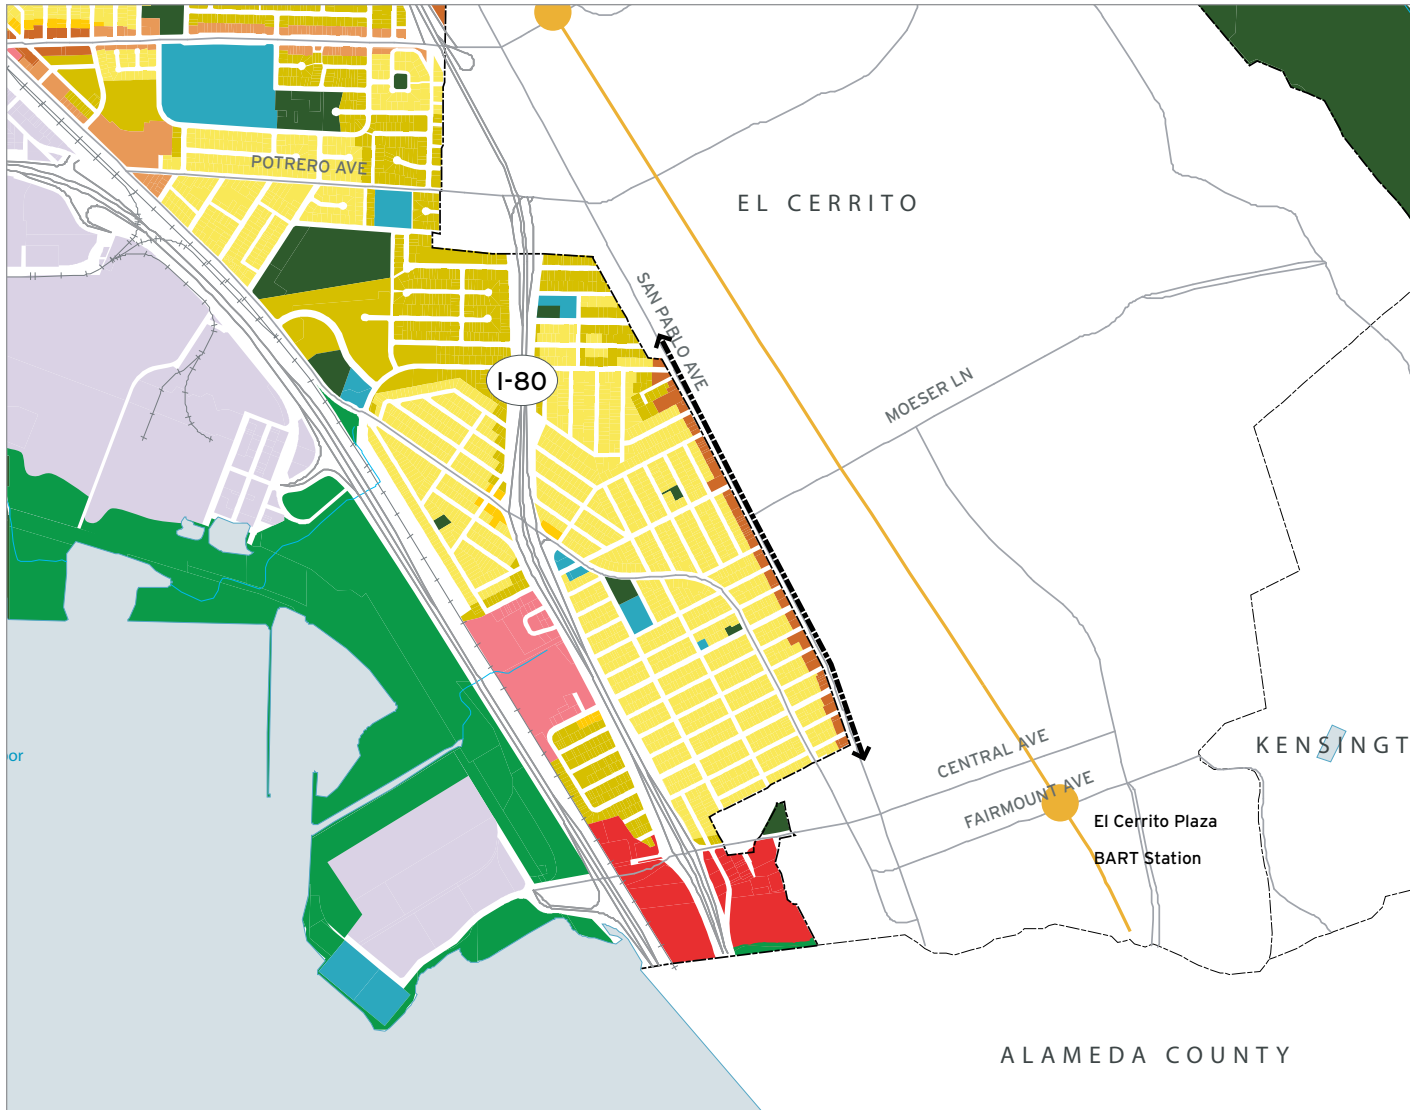 POTRERO AVE
EL CERRITO
SAN PABLO AVE
I-80
MOESER LN
CENTRAL AVE
KENSINGT
or
FAIRMOUNT AVE
El Cerrito Plaza
BART Station
ALAMEDA COUNTY